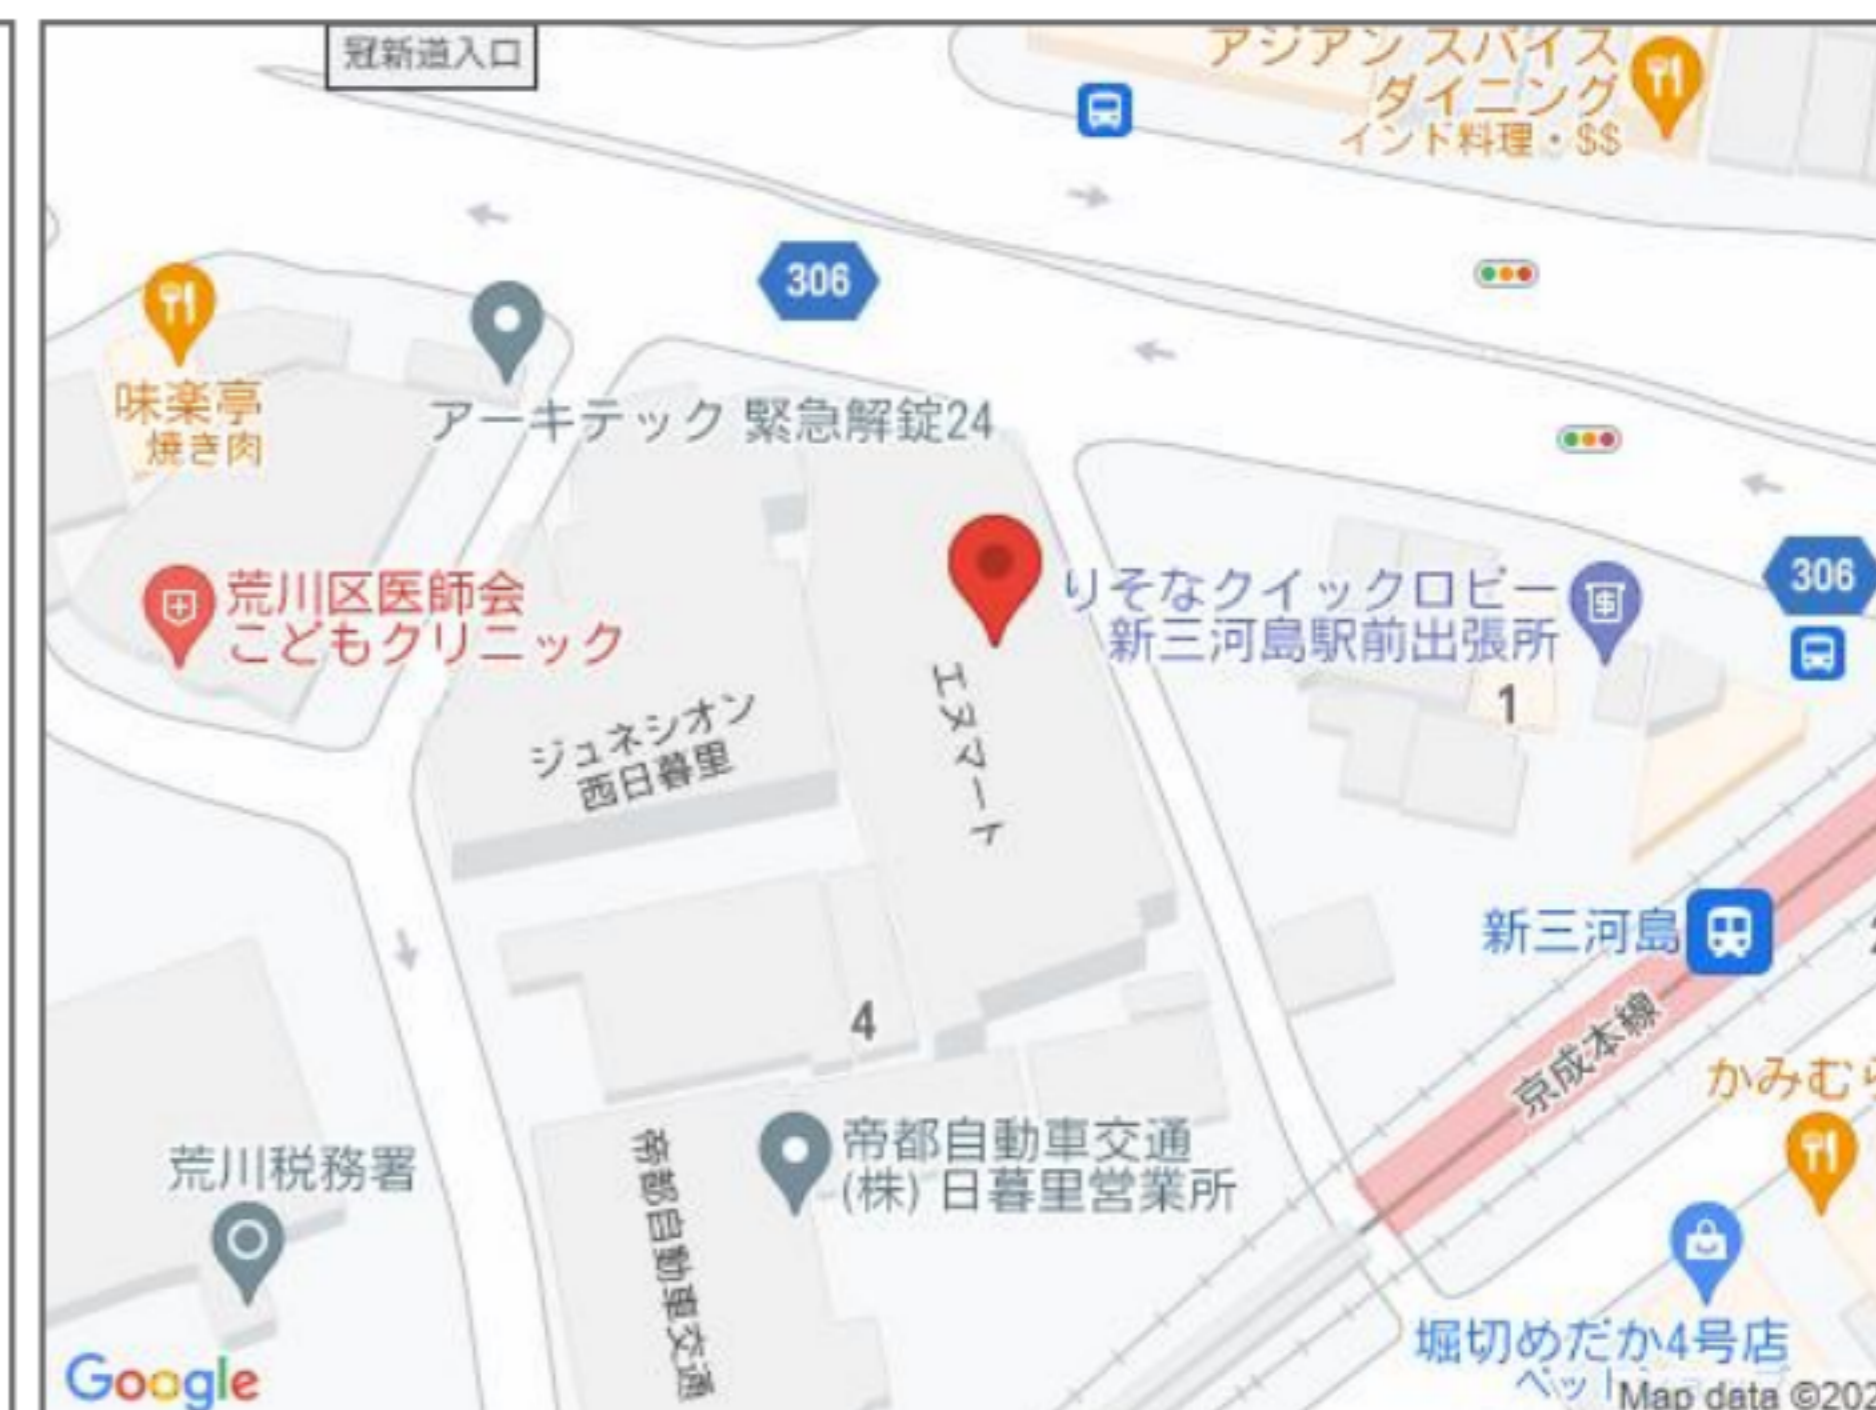 冠新道入口
アジアン スパイス
ダイニング
インド料理・$$
306
味楽亭
焼き肉
アーキテック 緊急解錠24
荒川区医師会
こどもクリニック
りそなクイックロビー
新三河島駅前出張所
306
1
エヌマート
ジュネシオン
西日暮里
新三河島
4
京成本線
かみむら
帝都自動車交通
(株) 日暮里営業所
荒川税務署
帝都自動車交通
堀切めだか4号店
Google
Map data ©202